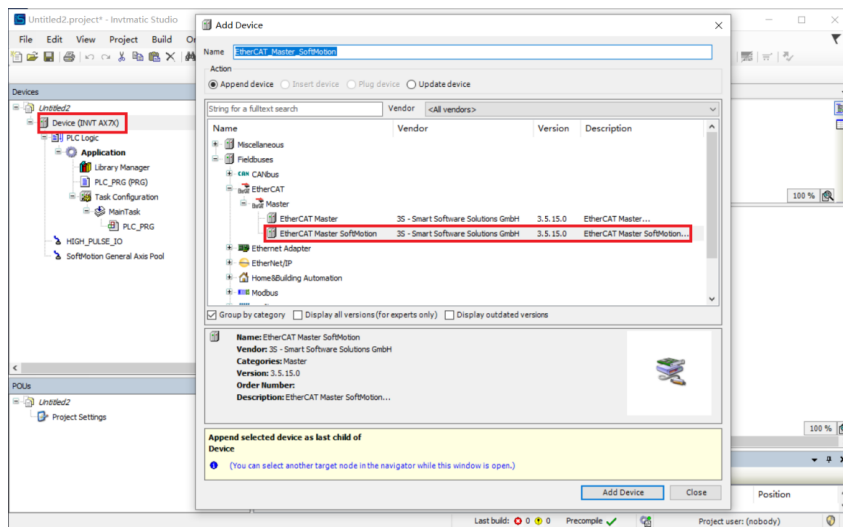 Untitled2.project* - Invtmatic Studio
File Edit View Project Build
Devices
Untitled2
Device (INVT AX7X)
PLC Logic
Application
Library Manager
PLC_PRG (PRG)
Task Configuration
MainTask
PLC_PRG
HIGH_PULSE_IO
SoftMotion General Axis Pool
POUs
Untitled2
Project Settings
Add Device
Name EtherCAT_Master_SoftMotion
Action
Append device Insert device Plug device Update device
String for a fulltext search Vendor <All vendors>
Name Vendor Version Description
Miscellaneous
Fieldbuses
CAN CANbus
EtherCAT
Master
EtherCAT Master 3S - Smart Software Solutions GmbH 3.5.15.0 EtherCAT Master...
EtherCAT Master SoftMotion 3S - Smart Software Solutions GmbH 3.5.15.0 EtherCAT Master SoftMotion...
Ethernet Adapter
EtherNet/IP
Home&Building Automation
Modbus
Group by category Display all versions (for experts only) Display outdated versions
Name: EtherCAT Master SoftMotion
Vendor: 3S - Smart Software Solutions GmbH
Categories: Master
Version: 3.5.15.0
Order Number:
Description: EtherCAT Master SoftMotion...
Append selected device as last child of
Device
(You can select another target node in the navigator while this window is open.)
Add Device Close
100 %
100 %
Position
Last build: 0 0 Precompile Project user: (nobody)